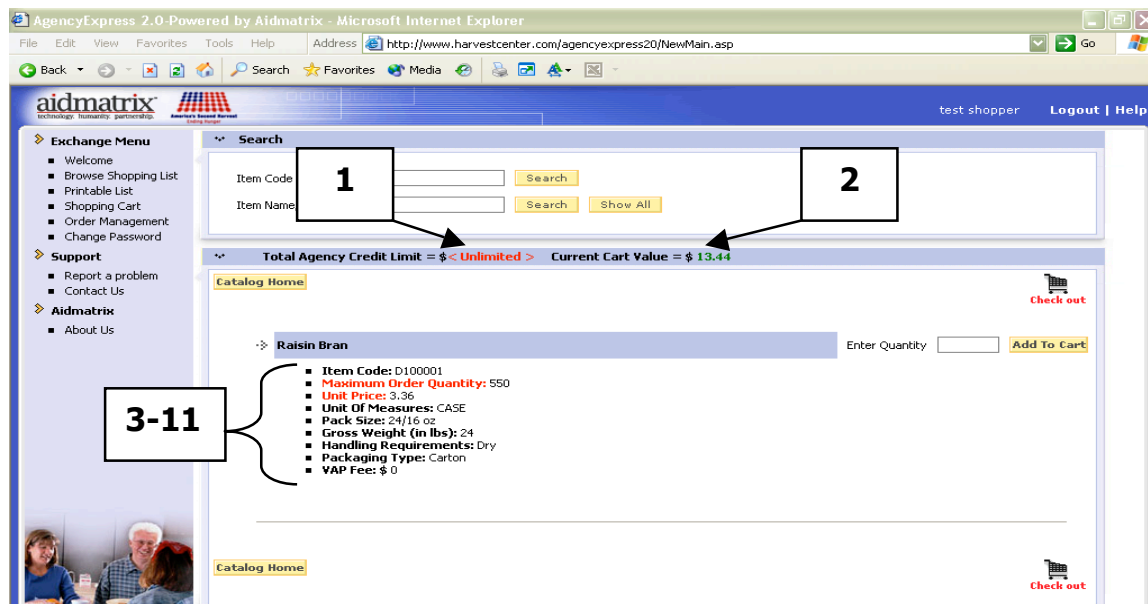 AgencyExpress 2.0-Powered by Aidmatrix - Microsoft Internet Explorer
File Edit View Favorites Tools Help Address http://www.harvestcenter.com/agencyexpress20/NewMain.asp Go
Back Search Favorites Media
aidmatrix
technology. humanity. partnership.
America's Second Harvest
Ending Hunger
test shopper Logout | Help
Exchange Menu
Welcome
Browse Shopping List
Printable List
Shopping Cart
Order Management
Change Password
Support
Report a problem
Contact Us
Aidmatrix
About Us
Search
Item Code Search
Item Name Search Show All
1
2
Total Agency Credit Limit = $< Unlimited > Current Cart Value = $ 13.44
Catalog Home
Check out
Raisin Bran Enter Quantity Add To Cart
3-11
Item Code: D100001
Maximum Order Quantity: 550
Unit Price: 3.36
Unit Of Measures: CASE
Pack Size: 24/16 oz
Gross Weight (in lbs): 24
Handling Requirements: Dry
Packaging Type: Carton
VAP Fee: $ 0
Catalog Home
Check out